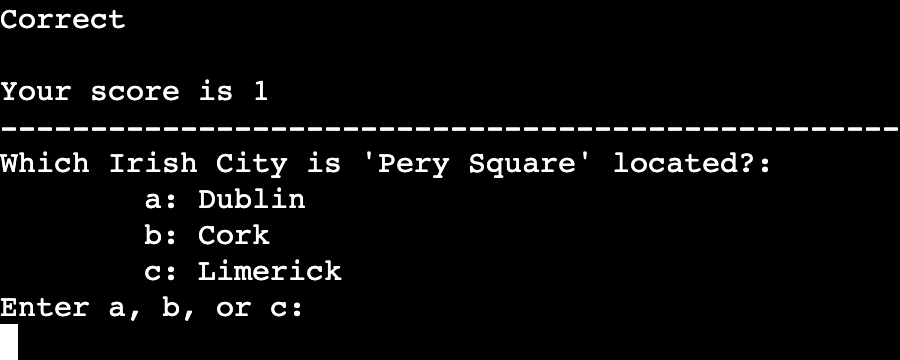 Correct
Your score is 1
--------------------------------------------------
Which Irish City is 'Pery Square' located?:
a: Dublin
b: Cork
c: Limerick
Enter a, b, or c: